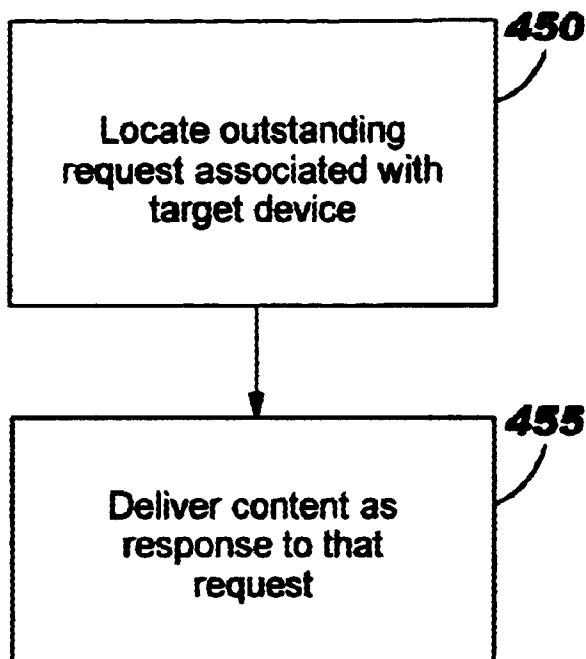 450
Locate outstanding
request associated with
target device
455
Deliver content as
response to that
request